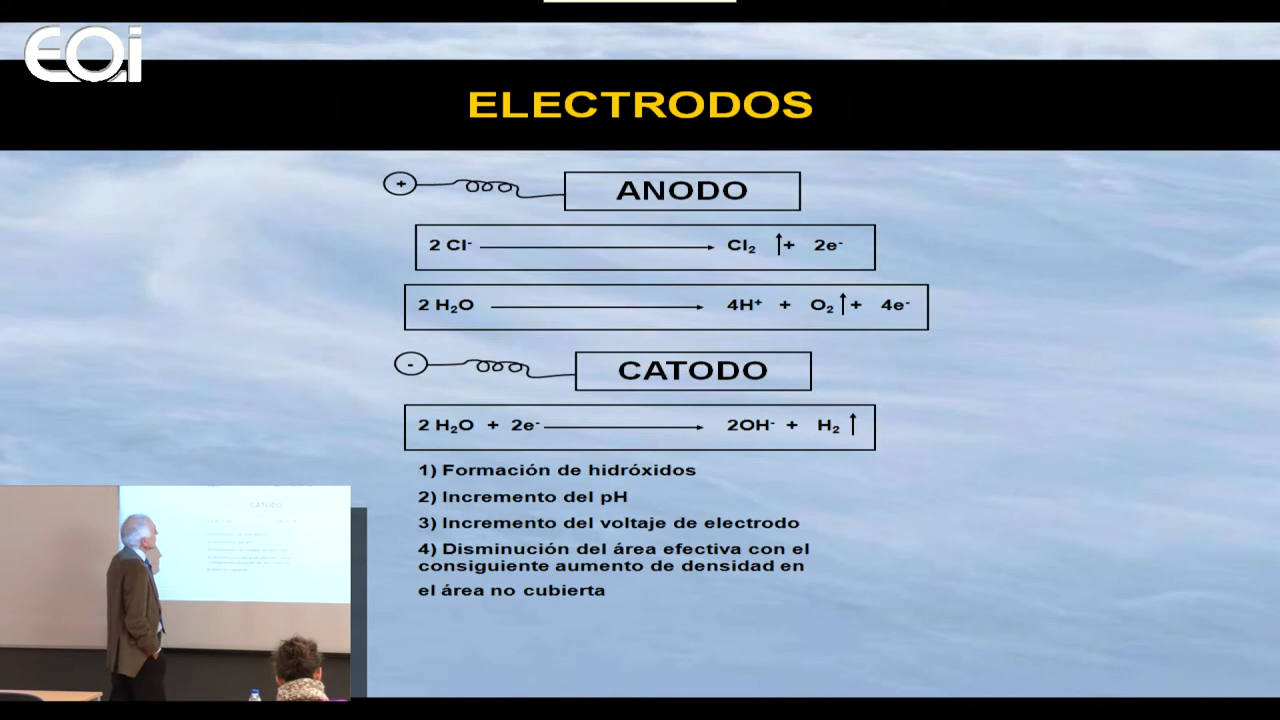 EOi
ELECTRODOS
+ ANODO
2 Cl⁻ → Cl₂ ↑ + 2e⁻
2 H₂O → 4H⁺ + O₂ ↑ + 4e⁻
- CATODO
2 H₂O + 2e⁻ → 2OH⁻ + H₂ ↑
1) Formación de hidróxidos
2) Incremento del pH
3) Incremento del voltaje de electrodo
4) Disminución del área efectiva con el
consiguiente aumento de densidad en
el área no cubierta
CATODO